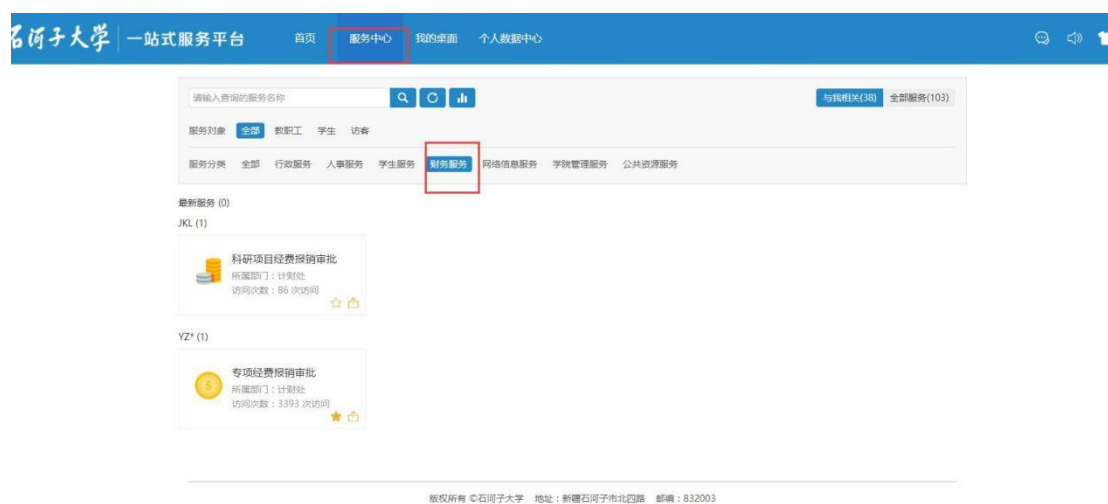 石河子大学 一站式服务平台 首页 服务中心 我的桌面 个人数据中心
请输入查询的服务名称 与我相关(38) 全部服务(103)
服务对象 全部 教职工 学生 访客
服务分类 全部 行政服务 人事服务 学生服务 财务服务 网络信息服务 学院管理服务 公共资源服务
最新服务 (0)
JKL (1)
科研项目经费报销审批
所属部门：计财处
访问次数：86 次访问
YZ* (1)
专项经费报销审批
所属部门：计财处
访问次数：3393 次访问
版权所有 ©石河子大学 地址：新疆石河子市北四路 邮编：832003